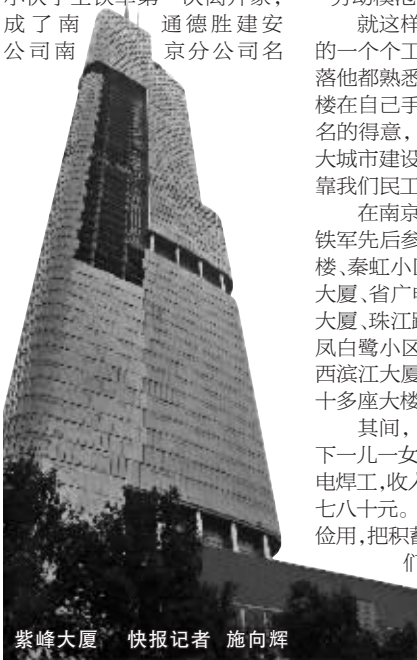 成了南通德胜建安
公司南京分公司名
就这样
的一个个工
落他都熟悉
楼在自己手
名的得意，
大城市建设
靠我们民工
在南京
铁军先后参
楼、秦虹小区
大厦、省广电
大厦、珠江路
凤白鹭小区
西滨江大厦
十多座大楼
其间，
下一儿一女
电焊工，收入
七八十元。
俭用，把积蓄
们
紫峰大厦 快报记者 施向辉